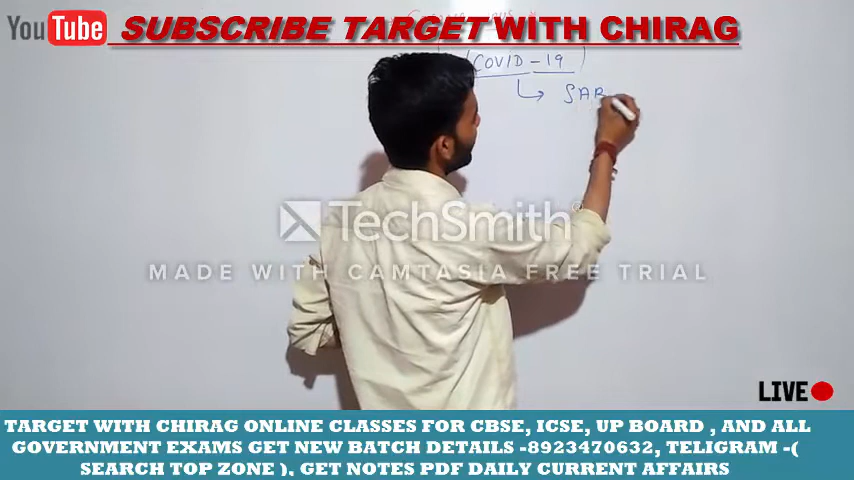 YouTube SUBSCRIBE TARGET WITH CHIRAG
COVID-19
SAR
TechSmith
MADE WITH CAMTASIA FREE TRIAL
LIVE
TARGET WITH CHIRAG ONLINE CLASSES FOR CBSE, ICSE, UP BOARD , AND ALL
GOVERNMENT EXAMS GET NEW BATCH DETAILS -8923470632, TELIGRAM -(
SEARCH TOP ZONE ), GET NOTES PDF DAILY CURRENT AFFAIRS